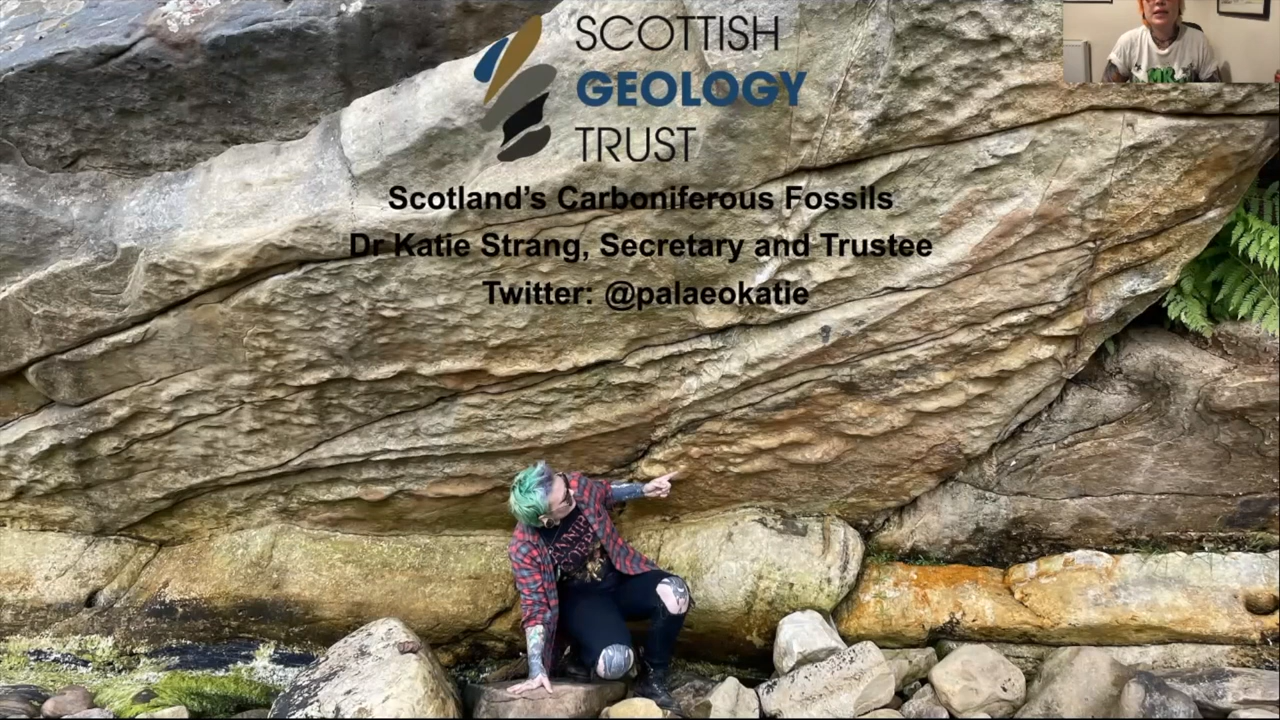 SCOTTISH
GEOLOGY
TRUST
Scotland’s Carboniferous Fossils
Dr Katie Strang, Secretary and Trustee
Twitter: @palaeokatie